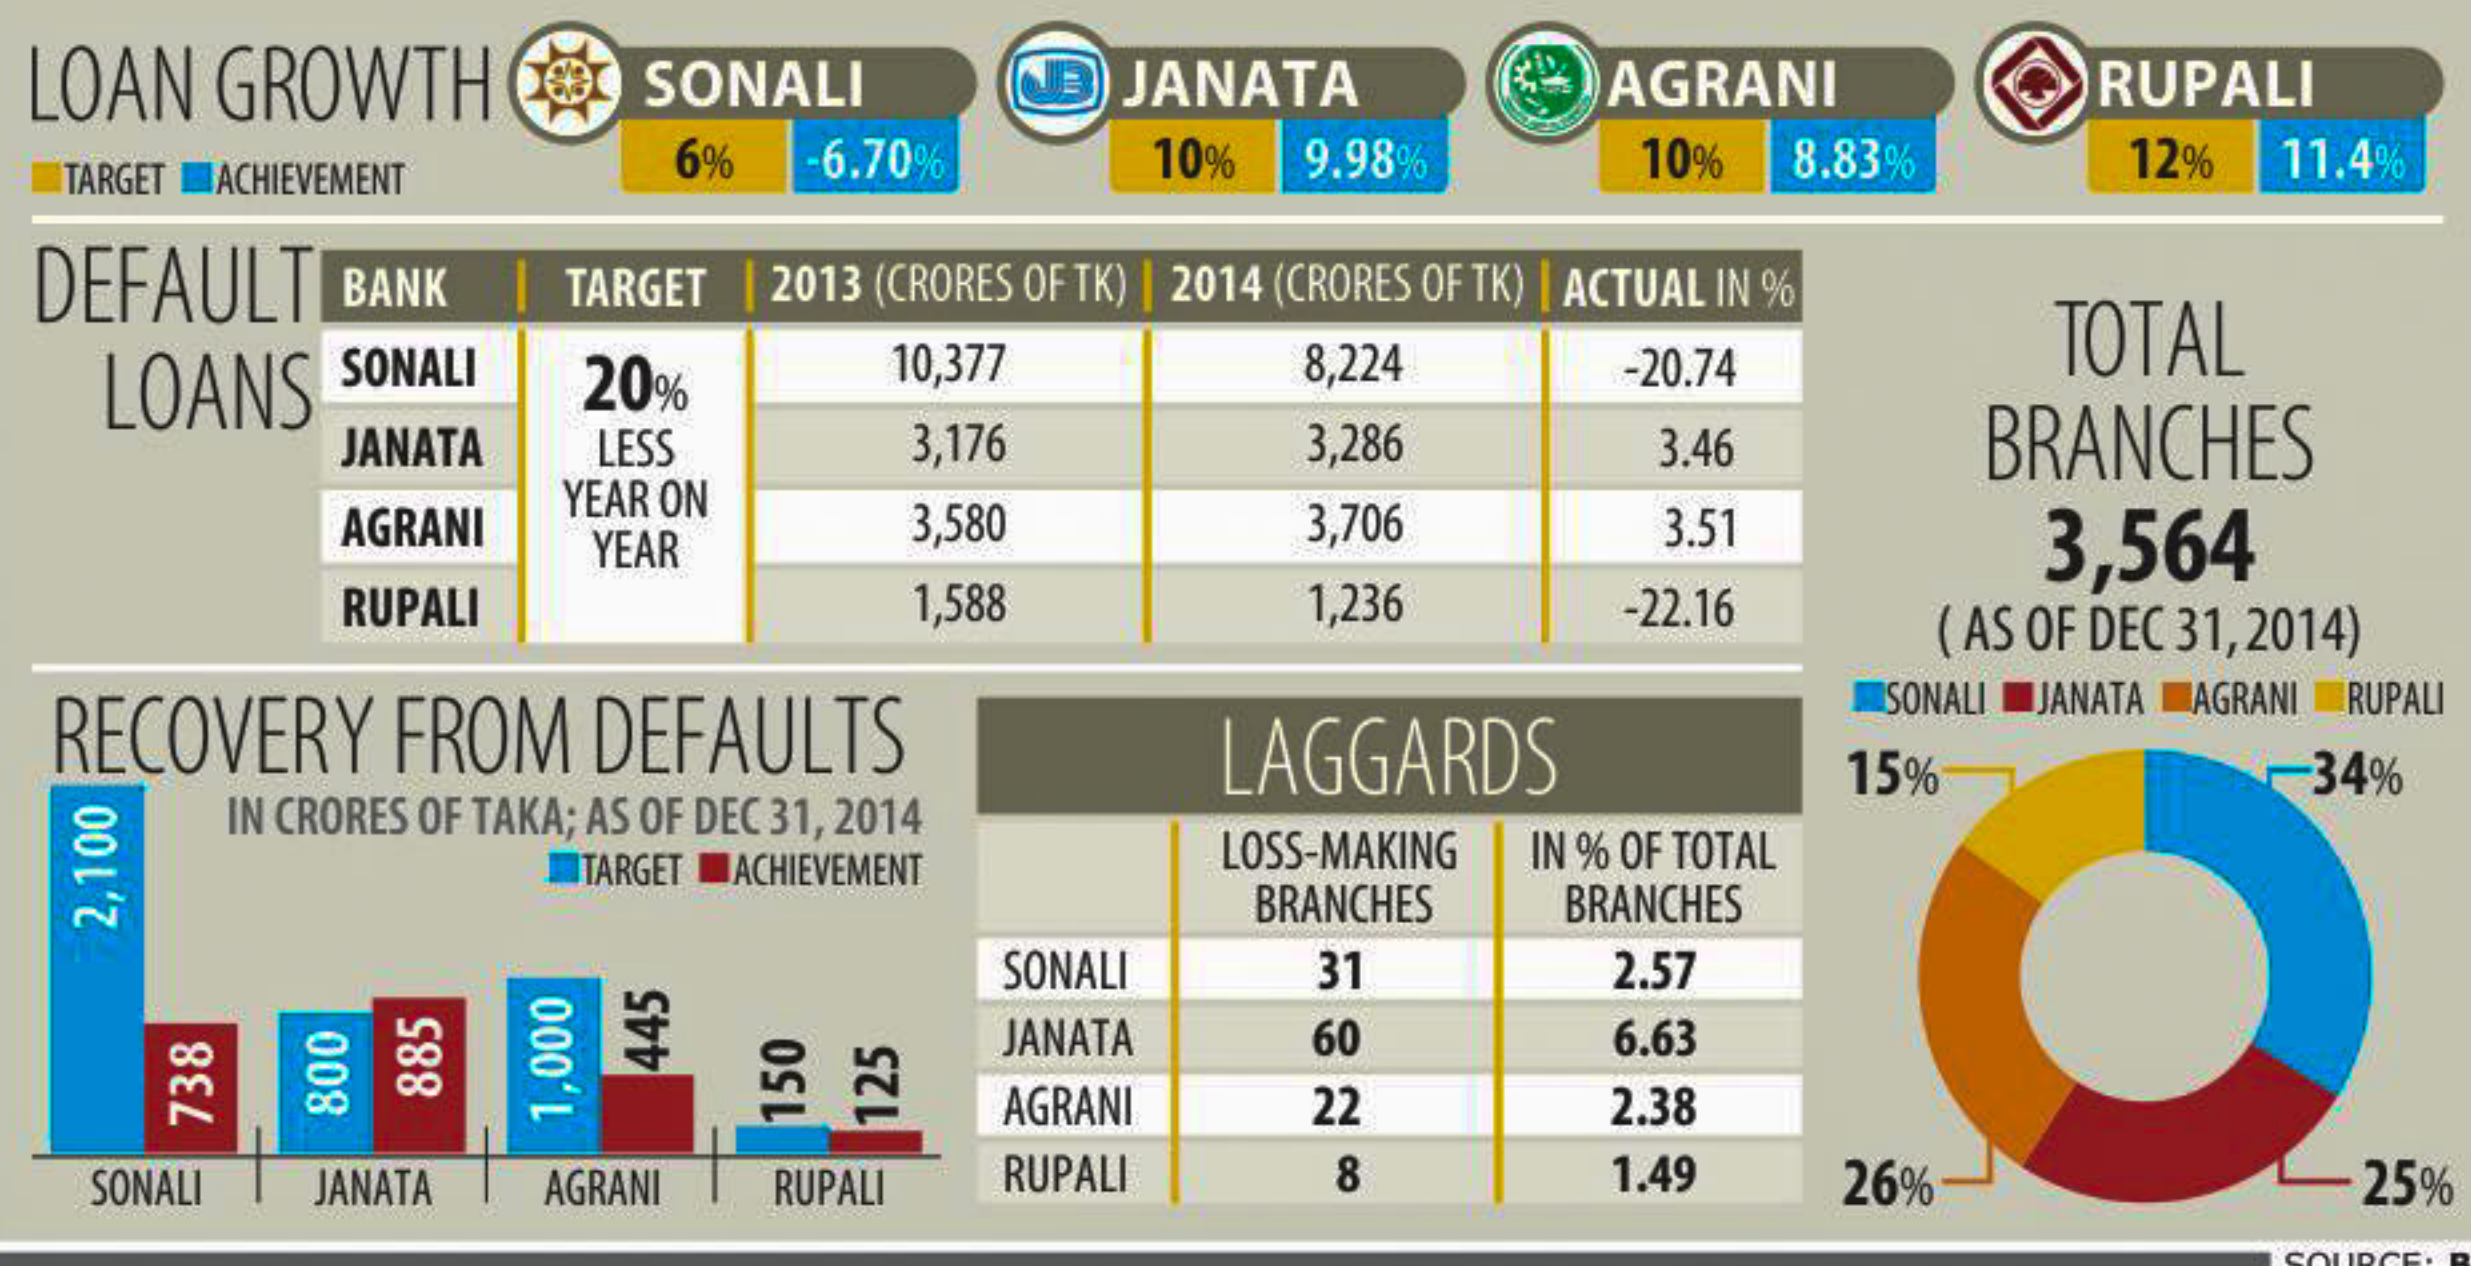 LOAN GROWTH
TARGET ACHIEVEMENT
SONALI
6% -6.70%
JANATA
10% 9.98%
AGRANI
10% 8.83%
RUPALI
12% 11.4%
DEFAULT
LOANS
BANK TARGET 2013 (CRORES OF TK) 2014 (CRORES OF TK) ACTUAL IN %
20%
LESS
YEAR ON
YEAR
SONALI 10,377 8,224 -20.74
JANATA 3,176 3,286 3.46
AGRANI 3,580 3,706 3.51
RUPALI 1,588 1,236 -22.16
TOTAL
BRANCHES
3,564
( AS OF DEC 31, 2014)
SONALI JANATA AGRANI RUPALI
15% 34%
26% 25%
RECOVERY FROM DEFAULTS
IN CRORES OF TAKA; AS OF DEC 31, 2014
TARGET ACHIEVEMENT
2,100 738 800 885 1,000 445 150 125
SONALI JANATA AGRANI RUPALI
LAGGARDS
LOSS-MAKING
BRANCHES
IN % OF TOTAL
BRANCHES
SONALI 31 2.57
JANATA 60 6.63
AGRANI 22 2.38
RUPALI 8 1.49
SOURCE: